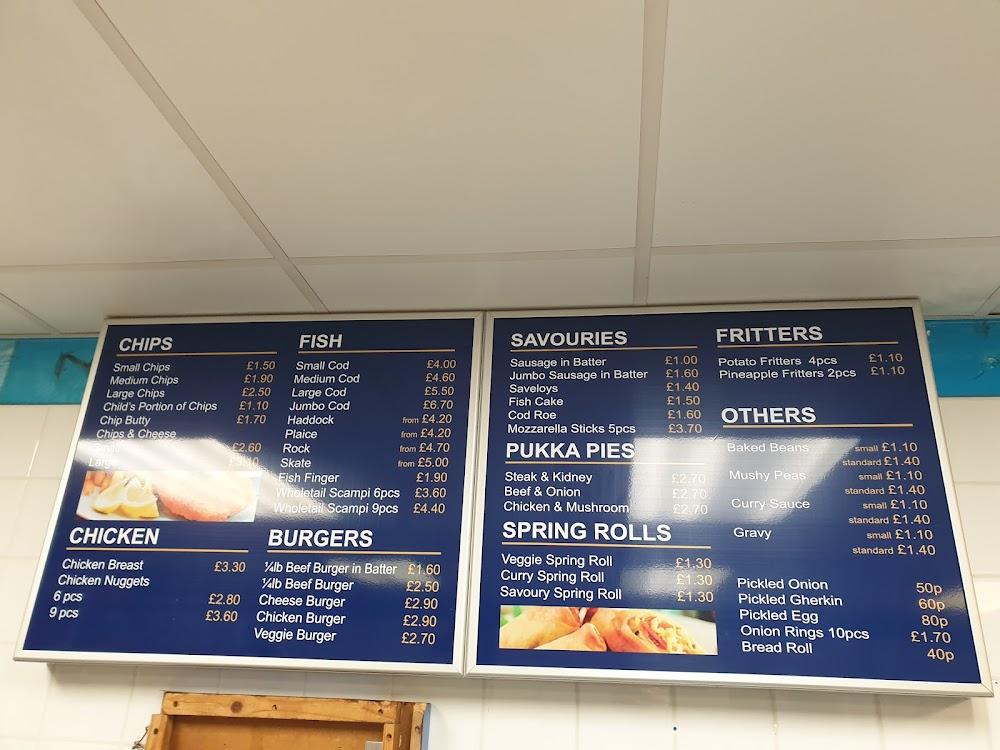 CHIPS
Small Chips £1.50
Medium Chips £1.90
Large Chips £2.50
Child's Portion of Chips £1.10
Chip Butty £1.70
Chips & Cheese
£2.60
Large £3.10
CHICKEN
Chicken Breast £3.30
Chicken Nuggets
6 pcs £2.80
9 pcs £3.60
FISH
Small Cod £4.00
Medium Cod £4.60
Large Cod £5.50
Jumbo Cod £6.70
Haddock from £4.20
Plaice from £4.20
Rock from £4.70
Skate from £5.00
Fish Finger £1.90
Wholetail Scampi 6pcs £3.60
Wholetail Scampi 9pcs £4.40
BURGERS
¼lb Beef Burger in Batter £1.60
¼lb Beef Burger £2.50
Cheese Burger £2.90
Chicken Burger £2.90
Veggie Burger £2.70
SAVOURIES
Sausage in Batter £1.00
Jumbo Sausage in Batter £1.60
Saveloys £1.40
Fish Cake £1.50
Cod Roe £1.60
Mozzarella Sticks 5pcs £3.70
PUKKA PIES
Steak & Kidney £2.70
Beef & Onion £2.70
Chicken & Mushroom £2.70
SPRING ROLLS
Veggie Spring Roll £1.30
Curry Spring Roll £1.30
Savoury Spring Roll £1.30
FRITTERS
Potato Fritters 4pcs £1.10
Pineapple Fritters 2pcs £1.10
OTHERS
Baked Beans small £1.10
standard £1.40
Mushy Peas small £1.10
standard £1.40
Curry Sauce small £1.10
standard £1.40
Gravy small £1.10
standard £1.40
Pickled Onion 50p
Pickled Gherkin 60p
Pickled Egg 80p
Onion Rings 10pcs £1.70
Bread Roll 40p